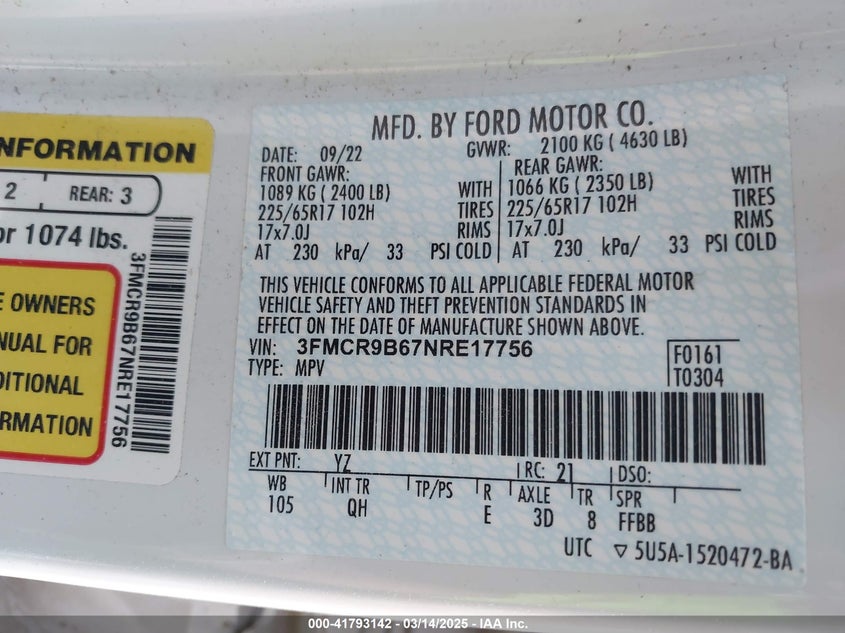 NFORMATION
2 REAR: 3
or 1074 lbs.
E OWNERS
NUAL FOR
DITIONAL
ORMATION
3FMCR9B67NRE17756
MFD. BY FORD MOTOR CO.
DATE: 09/22 GVWR: 2100 KG ( 4630 LB)
FRONT GAWR: REAR GAWR:
1089 KG ( 2400 LB) WITH 1066 KG ( 2350 LB) WITH
225/65R17 102H TIRES 225/65R17 102H TIRES
17x7.0J RIMS 17x7.0J RIMS
AT 230 kPa/ 33 PSI COLD AT 230 kPa/ 33 PSI COLD
THIS VEHICLE CONFORMS TO ALL APPLICABLE FEDERAL MOTOR
VEHICLE SAFETY AND THEFT PREVENTION STANDARDS IN
EFFECT ON THE DATE OF MANUFACTURE SHOWN ABOVE.
VIN: 3FMCR9B67NRE17756 F0161
TYPE: MPV T0304
EXT PNT: YZ RC: 21 DSO:
WB INT TR TP/PS R AXLE TR SPR
105 QH E 3D 8 FFBB
UTC ▽ 5U5A-1520472-BA
000-41793142 - 03/14/2025 - IAA Inc.